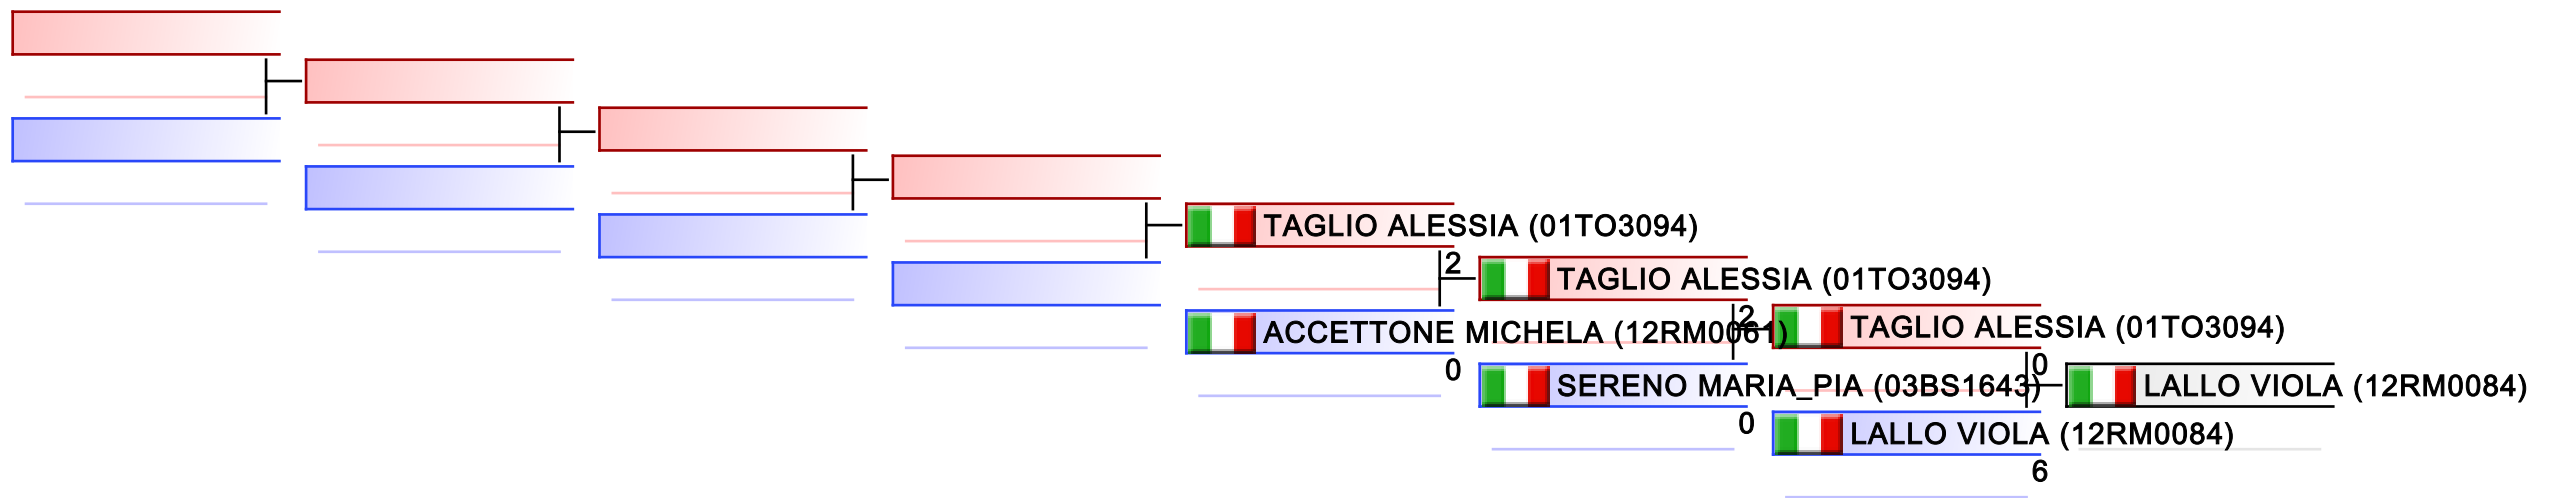 TAGLIO ALESSIA (01TO3094)
2
TAGLIO ALESSIA (01TO3094)
ACCETTONE MICHELA (12RM0061)
2
TAGLIO ALESSIA (01TO3094)
0
SERENO MARIA_PIA (03BS1643)
0
LALLO VIOLA (12RM0084)
0
LALLO VIOLA (12RM0084)
6